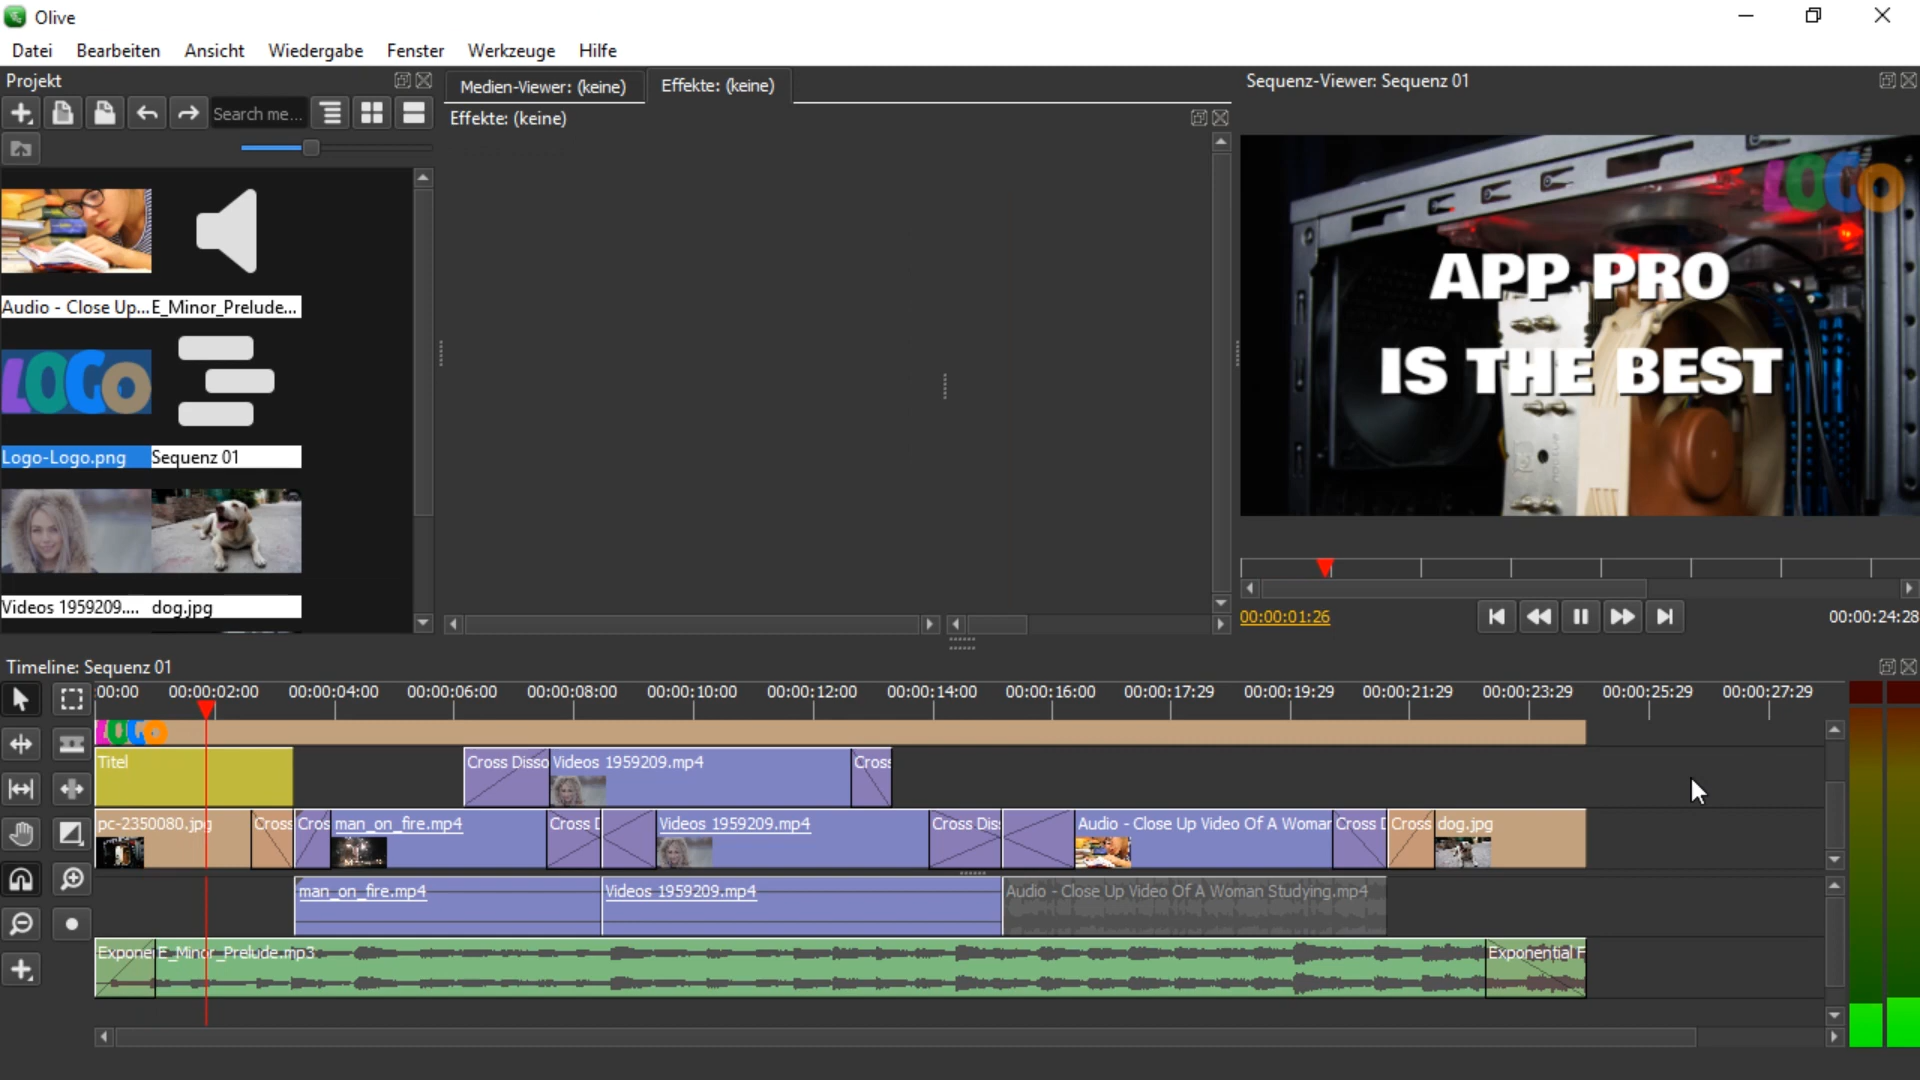 Olive
Datei Bearbeiten Ansicht Wiedergabe Fenster Werkzeuge Hilfe
Projekt
Search me...
Audio - Close Up... E_Minor_Prelude...
LOGO
Logo-Logo.png Sequenz 01
Videos 1959209.... dog.jpg
Medien-Viewer: (keine) Effekte: (keine)
Effekte: (keine)
Sequenz-Viewer: Sequenz 01
LOGO
APP PRO
IS THE BEST
00:00:01:26 00:00:24:28
Timeline: Sequenz 01
:00:00 00:00:02:00 00:00:04:00 00:00:06:00 00:00:08:00 00:00:10:00 00:00:12:00 00:00:14:00 00:00:16:00 00:00:17:29 00:00:19:29 00:00:21:29 00:00:23:29 00:00:25:29 00:00:27:29
LOGO
Titel Cross Disso Videos 1959209.mp4 Cross
pc-2350080.jpg Cross Cros man_on_fire.mp4 Cross D Videos 1959209.mp4 Cross Dis Audio - Close Up Video Of A Womar Cross D Cross dog.jpg
man_on_fire.mp4 Videos 1959209.mp4 Audio - Close Up Video Of A Woman Studying.mp4
Expone E_Minor_Prelude.mp3 Exponential F